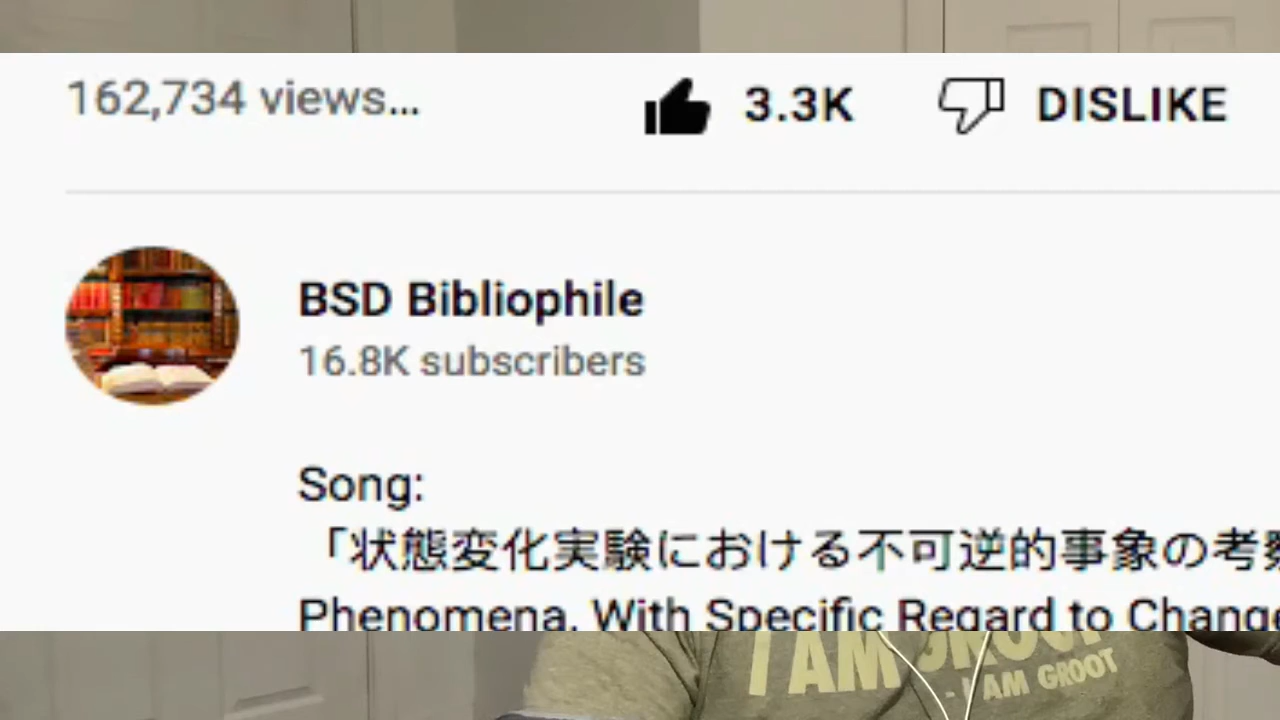 162,734 views...
3.3K
DISLIKE
BSD Bibliophile
16.8K subscribers
Song:
「状態変化実験における不可逆的事象の考察
Phenomena, With Specific Regard to Change
I AM GROOT
- I AM GROOT